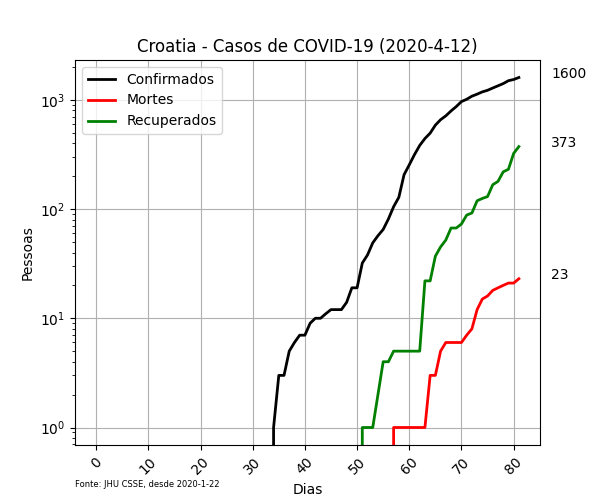 Croatia - Casos de COVID-19 (2020-4-12)
Confirmados
Mortes
Recuperados
1600
373
23
Pessoas
10³
10²
10¹
10⁰
0 10 20 30 40 50 60 70 80
Dias
Fonte: JHU CSSE, desde 2020-1-22